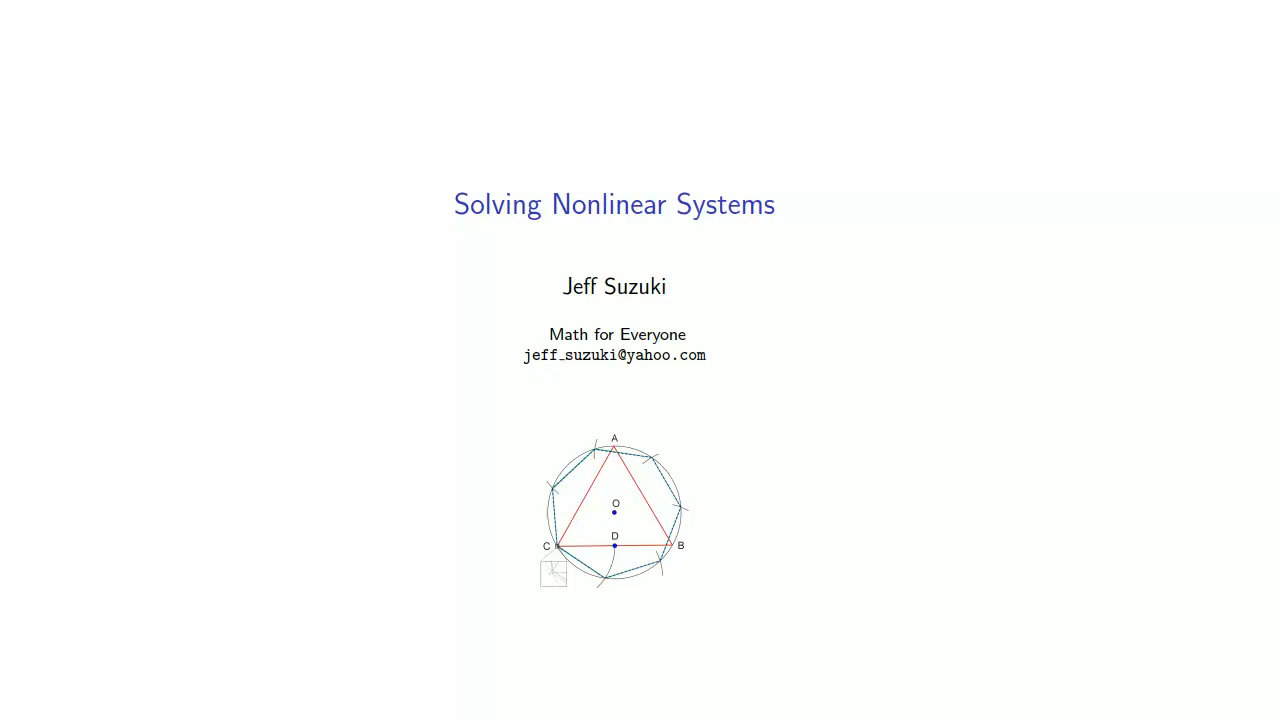 Solving Nonlinear Systems
Jeff Suzuki
Math for Everyone
jeff_suzuki@yahoo.com
A
O
D
C
B